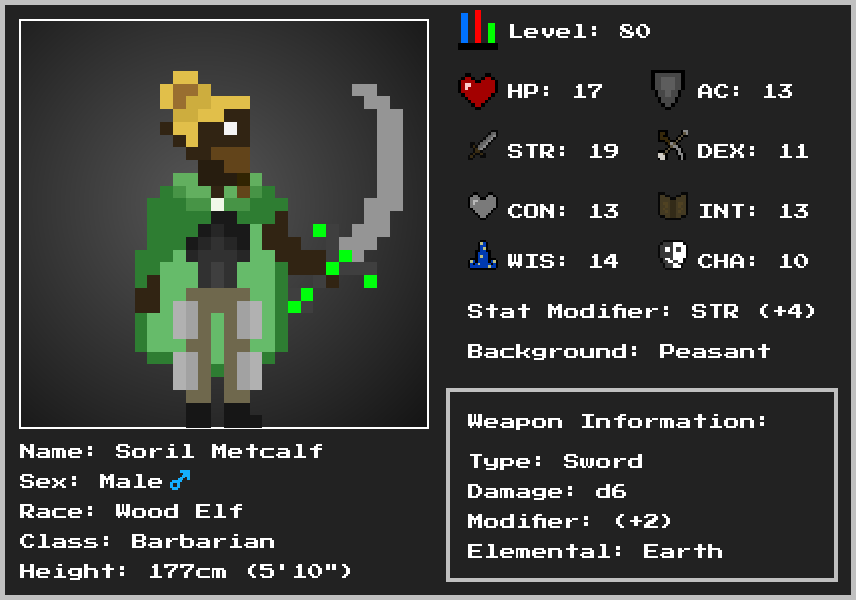 Level: 80
HP: 17
AC: 13
STR: 19
DEX: 11
CON: 13
INT: 13
WIS: 14
CHA: 10
Stat Modifier: STR (+4)
Background: Peasant
Weapon Information:
Type: Sword
Damage: d6
Modifier: (+2)
Elemental: Earth
Name: Soril Metcalf
Sex: Male♂
Race: Wood Elf
Class: Barbarian
Height: 177cm (5'10")